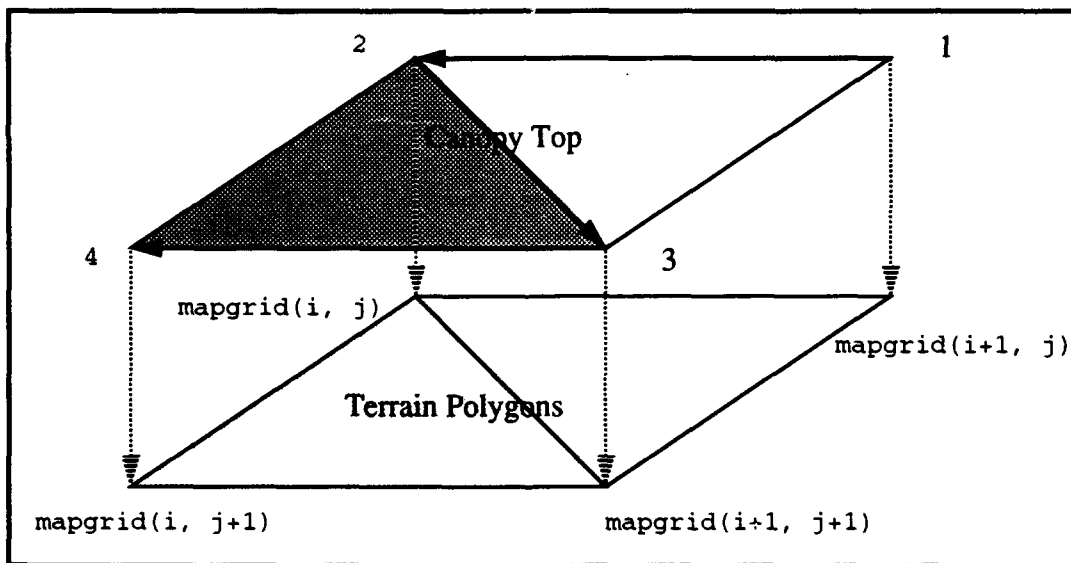 2
1
Canopy Top
4
3
mapgrid(i, j)
mapgrid(i+1, j)
Terrain Polygons
mapgrid(i, j+1)
mapgrid(i+1, j+1)